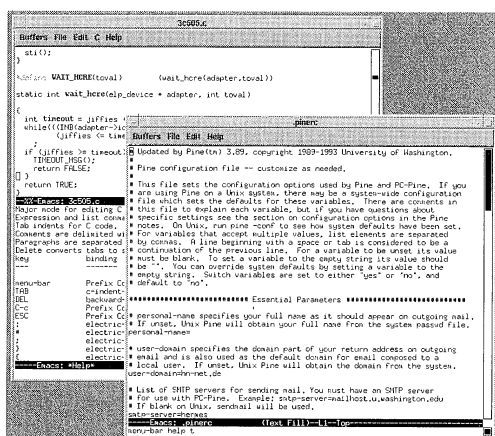 3c505.c
Buffers File Edit C Help
sti();
}
#define WAIT_HCRE(toval) (wait_hcre(adapter,toval))
static int wait_hcre(elp_device * adapter, int toval)
{
int timeout = jiffies
while(((INB(adapter->io
(jiffies <= time
;
if (jiffies >= timeout)
TIMEOUT_MSG();
return FALSE;
}
return TRUE;
}
--%%-Emacs: 3c505.c
Major mode for editing C
Expression and list comma
Tab indents for C code.
Comments are delimited wi
Paragraphs are separated
Delete converts tabs to s
key binding
--- -------
menu-bar Prefix Co
TAB c-indent-
DEL backward-
C-c Prefix Co
ESC Prefix Co
; electric-
# electric-
: electric-
} electric-
{ electric-
-----Emacs: *Help*
.pinerc
Buffers File Edit Help
# Updated by Pine(tm) 3.89, copyright 1989-1993 University of Washington.
#
# Pine configuration file -- customize as needed.
#
# This file sets the configuration options used by Pine and PC-Pine. If you
# are using Pine on a Unix system, there may be a system-wide configuration
# file which sets the defaults for these variables. There are comments in
# this file to explain each variable, but if you have questions about
# specific settings see the section on configuration options in the Pine
# notes. On Unix, run pine -conf to see how system defaults have been set.
# For variables that accept multiple values, list elements are separated
# by commas. A line beginning with a space or tab is considered to be a
# continuation of the previous line. For a variable to be unset its value
# must be blank. To set a variable to the empty string its value should
# be "". You can override system defaults by setting a variable to the
# empty string. Switch variables are set to either "yes" or "no", and
# default to "no".
#
######################## Essential Parameters ########################
# personal-name specifies your full name as it should appear on outgoing mail.
# If unset, Unix Pine will obtain your full name from the system passwd file.
personal-name=
# user-domain specifies the domain part of your return address on outgoing
# email and is also used as the default domain for email composed to a
# local user. If unset, Unix Pine will obtain the domain from the system.
user-domain=nn-net.de
# List of SMTP servers for sending mail. You must have an SMTP server
# for use with PC-Pine. Example: smtp-server=mailhost.u.washington.edu
# If blank on Unix, sendmail will be used.
smtp-server=hermes
-----Emacs: .pinerc (Text Fill)--L1--Top---
menu-bar help t